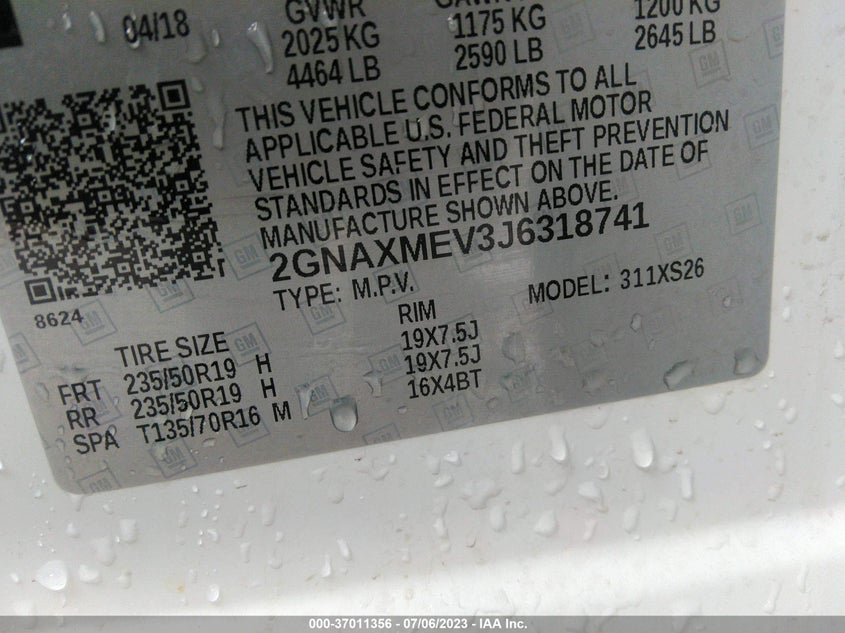 04/18
GVWR
2025 KG
4464 LB
1175 KG
2590 LB
1200 KG
2645 LB
THIS VEHICLE CONFORMS TO ALL
APPLICABLE U.S. FEDERAL MOTOR
VEHICLE SAFETY AND THEFT PREVENTION
STANDARDS IN EFFECT ON THE DATE OF
MANUFACTURE SHOWN ABOVE.
2GNAXMEV3J6318741
8624
TYPE: M.P.V.
MODEL: 311XS26
TIRE SIZE
RIM
FRT 235/50R19 H 19X7.5J
RR 235/50R19 H 19X7.5J
SPA T135/70R16 M 16X4BT
GM
000-37011356 - 07/06/2023 - IAA Inc.